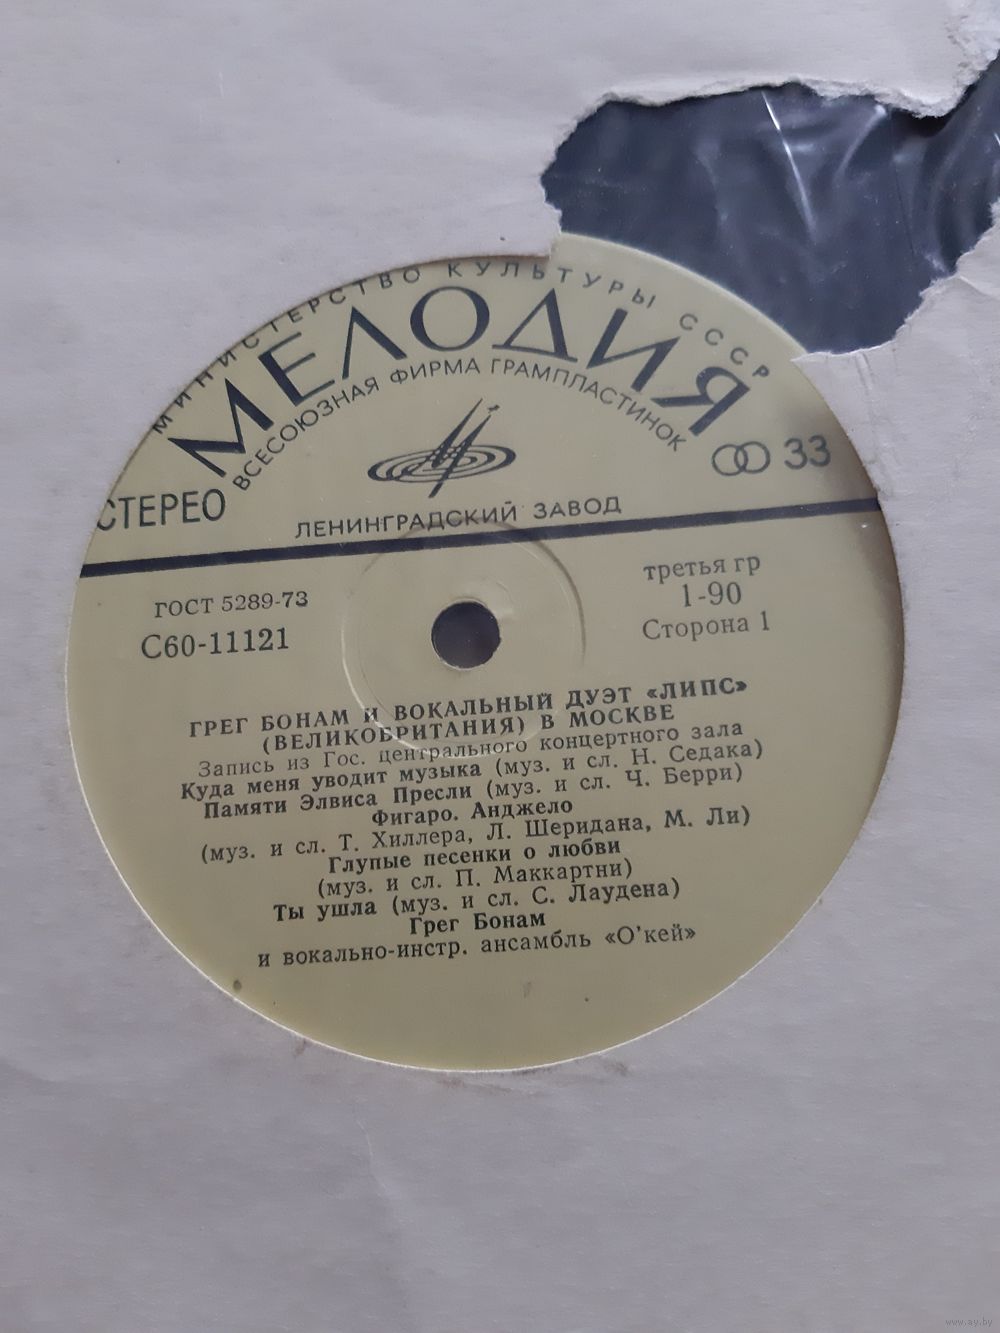 МИНИСТЕРСТВО КУЛЬТУРЫ СССР
МЕЛОДИЯ
ВСЕСОЮЗНАЯ ФИРМА ГРАМПЛАСТИНОК
СТЕРЕО
33
ЛЕНИНГРАДСКИЙ ЗАВОД
ГОСТ 5289-73
С60-11121
третья гр
1-90
Сторона 1
ГРЕГ БОНАМ И ВОКАЛЬНЫЙ ДУЭТ «ЛИПС»
(ВЕЛИКОБРИТАНИЯ) В МОСКВЕ
Запись из Гос. центрального концертного зала
Куда меня уводит музыка (муз. и сл. Н. Седака)
Памяти Элвиса Пресли (муз. и сл. Ч. Берри)
Фигаро. Анджело
(муз. и сл. Т. Хиллера, Л. Шеридана, М. Ли)
Глупые песенки о любви
(муз. и сл. П. Маккартни)
Ты ушла (муз. и сл. С. Лаудена)
Грег Бонам
и вокально-инстр. ансамбль «О'кей»
www.ay.by